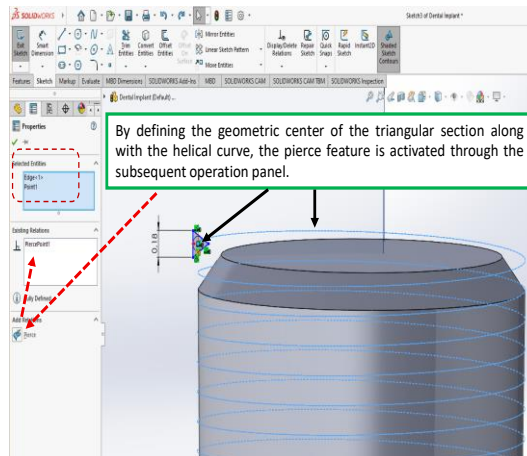 SOLIDWORKS
Sketch3 of Dental Implant *
Exit Sketch
Smart Dimension
Trim Entities
Convert Entities
Offset Entities
Offset On Surface
Mirror Entities
Linear Sketch Pattern
Move Entities
Display/Delete Relations
Repair Sketch
Quick Snaps
Rapid Sketch
Instant2D
Shaded Sketch Contours
Features Sketch Markup Evaluate MBD Dimensions SOLIDWORKS Add-Ins MBD SOLIDWORKS CAM SOLIDWORKS CAM TBM SOLIDWORKS Inspection
Dental Implant (Default)...
Properties
Selected Entities
Edge<1>
Point1
Existing Relations
PiercePoint1
Fully Defined
Add Relations
Pierce
By defining the geometric center of the triangular section along
with the helical curve, the pierce feature is activated through the
subsequent operation panel.
0.18